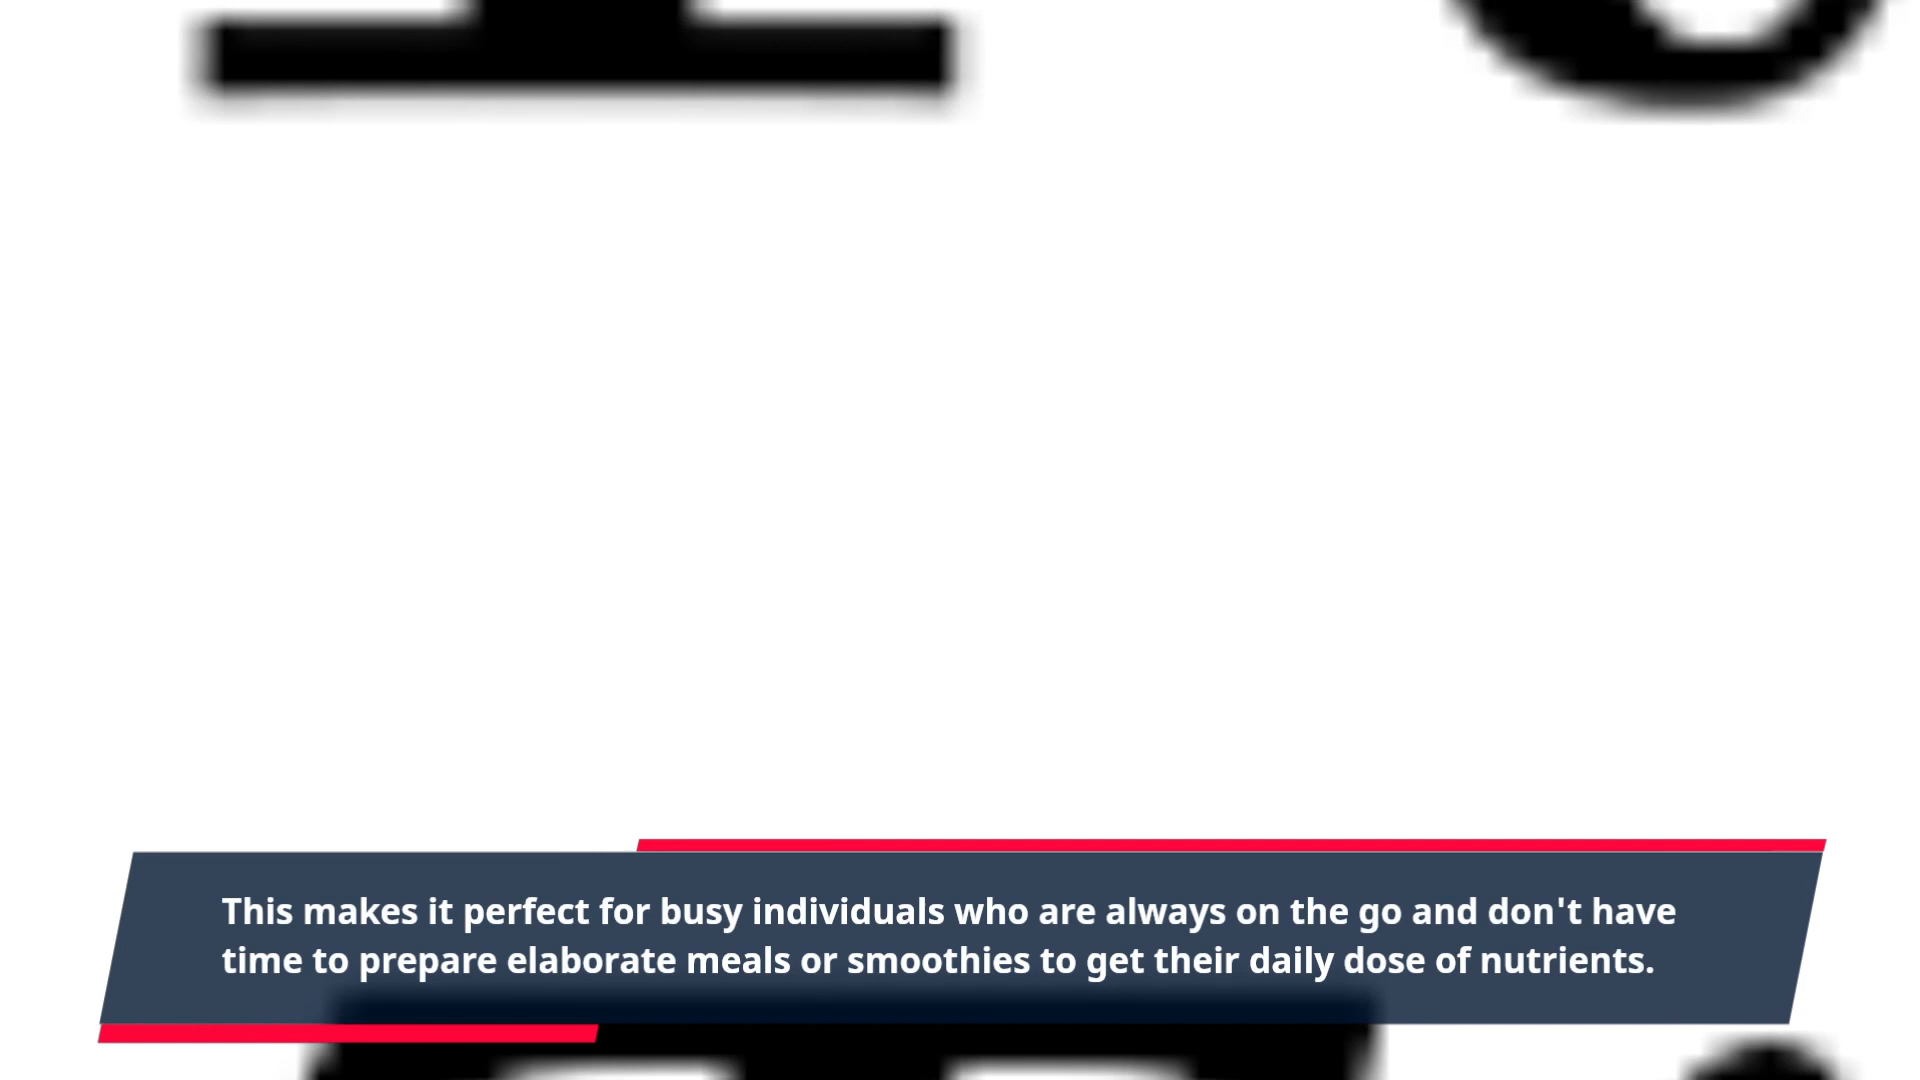 This makes it perfect for busy individuals who are always on the go and don't have
time to prepare elaborate meals or smoothies to get their daily dose of nutrients.